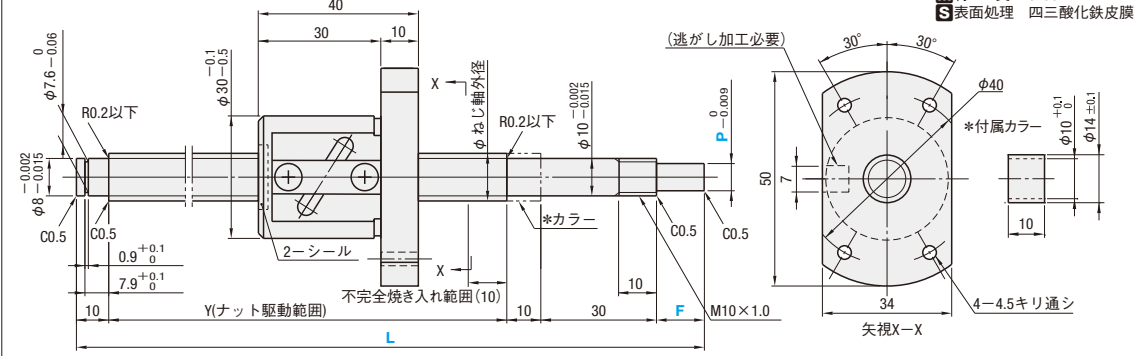 S表面処理 四三酸化鉄皮膜
40
30
10
φ7.6 0 −0.06
R0.2以下
φ30 −0.1 −0.5
X
φねじ軸外径
R0.2以下
φ10 −0.002 −0.015
P 0 −0.009
φ8 −0.002 −0.015
C0.5
C0.5
2−シール
*カラー
C0.5
C0.5
0.9 +0.1 0
7.9 +0.1 0
X
不完全焼き入れ範囲(10)
10
10
Y(ナット駆動範囲)
10
30
F
M10×1.0
L
(逃がし加工必要)
30°
30°
φ40
50
7
34
4−4.5キリ通シ
矢視X−X
*付属カラー
φ10 +0.1 0
φ14 ±0.1
10